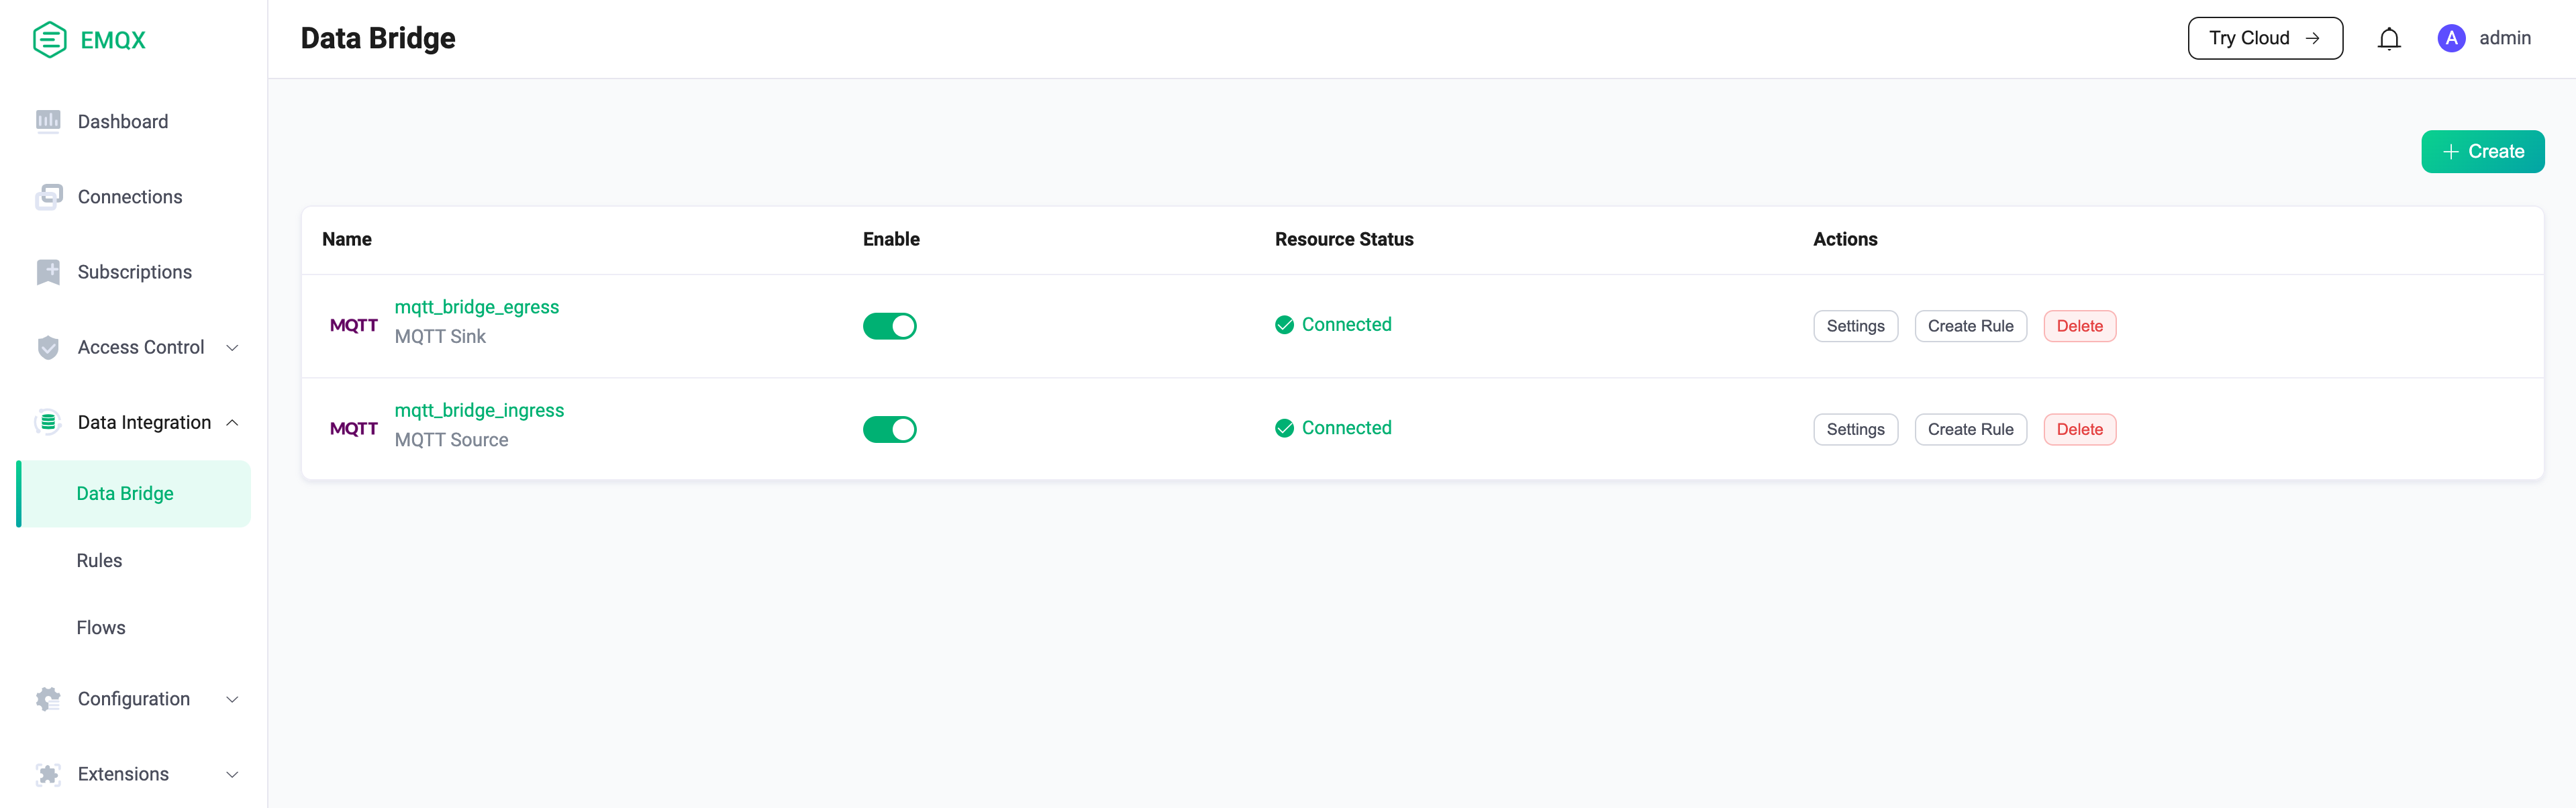 EMQX
Data Bridge
Try Cloud →
A
admin
Dashboard
Connections
Subscriptions
Access Control
Data Integration
Data Bridge
Rules
Flows
Configuration
Extensions
+ Create
Name Enable Resource Status Actions
MQTT
mqtt_bridge_egress
MQTT Sink
Connected
Settings Create Rule Delete
MQTT
mqtt_bridge_ingress
MQTT Source
Connected
Settings Create Rule Delete